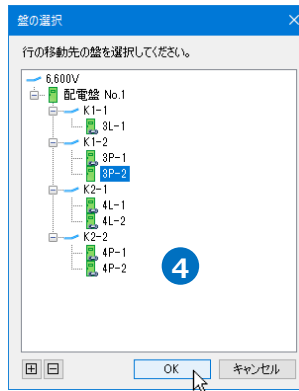 盤の選択
行の移動先の盤を選択してください。
6,600V
配電盤 No.1
K1-1
3L-1
K1-2
3P-1
3P-2
K2-1
4L-1
4L-2
K2-2
4P-1
4P-2
4
OK
キャンセル